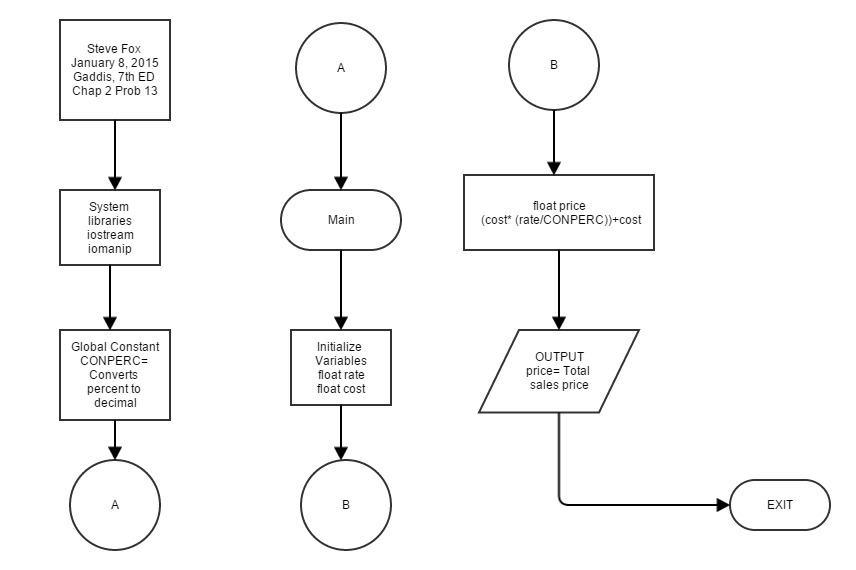 Steve Fox
January 8, 2015
Gaddis, 7th ED
Chap 2 Prob 13
System
libraries
iostream
iomanip
Global Constant
CONPERC=
Converts
percent to
decimal
A
A
Main
Initialize
Variables
float rate
float cost
B
B
float price
(cost* (rate/CONPERC))+cost
OUTPUT
price= Total
sales price
EXIT